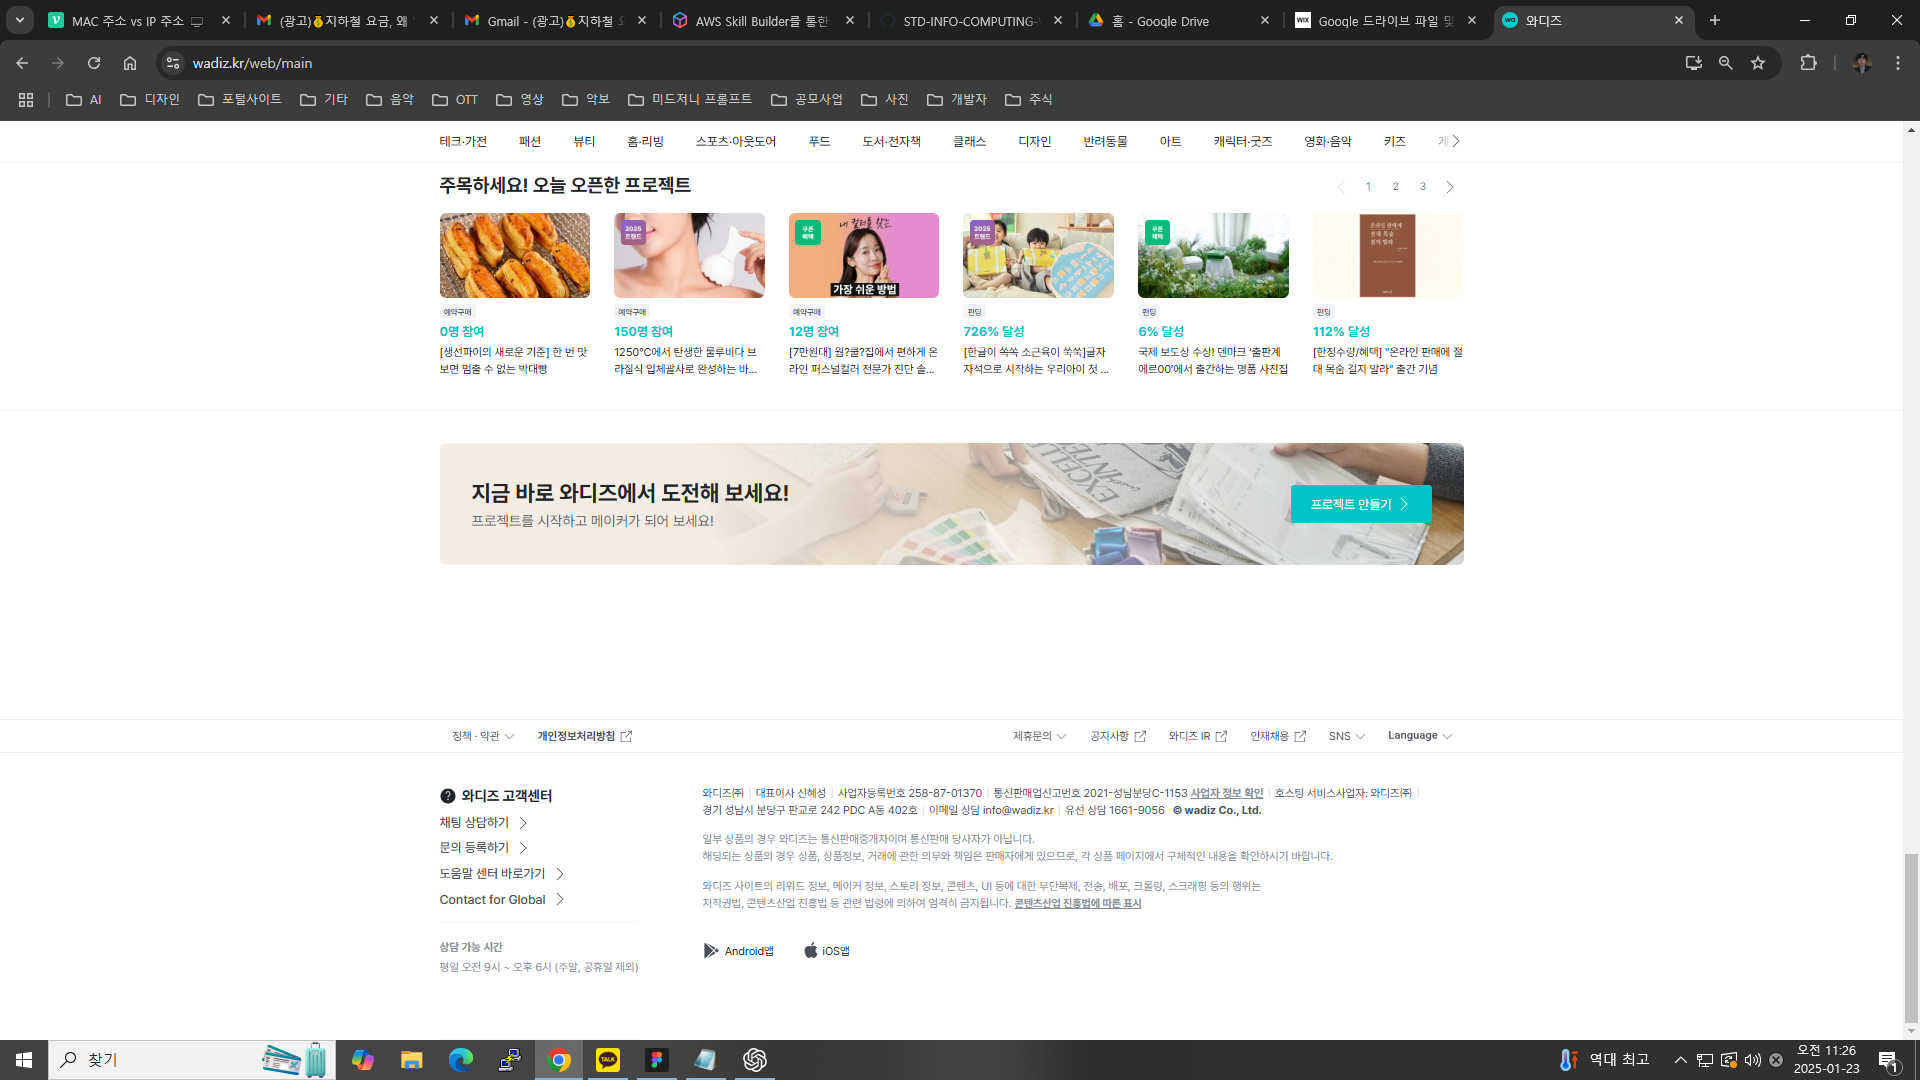 MAC 주소 vs IP 주소
(광고)💰지하철 요금, 왜
Gmail - (광고)💰지하철
AWS Skill Builder를 통한
STD-INFO-COMPUTING-
홈 - Google Drive
Google 드라이브 파일 및
와디즈
wadiz.kr/web/main
AI
디자인
포털사이트
기타
음악
OTT
영상
악보
미드저니 프롬프트
공모사업
사진
개발자
주식
테크·가전 패션 뷰티 홈·리빙 스포츠·아웃도어 푸드 도서·전자책 클래스 디자인 반려동물 아트 캐릭터·굿즈 영화·음악 키즈 게
주목하세요! 오늘 오픈한 프로젝트
1 2 3
예약구매
0명 참여
[생선파이의 새로운 기준] 한 번 맛
보면 멈출 수 없는 박대빵
2025
트렌드
예약구매
150명 참여
1250°C에서 탄생한 룰루비다 브
라질식 입체괄사로 완성하는 바...
쿠폰
혜택
내 컬러를 찾는
가장 쉬운 방법
예약구매
12명 참여
[7만원대] 웜?쿨?집에서 편하게 온
라인 퍼스널컬러 전문가 진단 솔...
2025
트렌드
펀딩
726% 달성
[한글이 쏙쏙 소근육이 쑥쑥]글자
자석으로 시작하는 우리아이 첫 ...
쿠폰
혜택
펀딩
6% 달성
국제 보도상 수상! 덴마크 ‘출판계
에르00’에서 출간하는 명품 사진집
온라인 판매에
절대 목숨
걸지 말라
펀딩
112% 달성
[한정수량/혜택] "온라인 판매에 절
대 목숨 걸지 말라" 출간 기념
지금 바로 와디즈에서 도전해 보세요!
프로젝트를 시작하고 메이커가 되어 보세요!
프로젝트 만들기
정책 · 약관
개인정보처리방침
제휴문의
공지사항
와디즈 IR
인재채용
SNS
Language
와디즈 고객센터
채팅 상담하기
문의 등록하기
도움말 센터 바로가기
Contact for Global
상담 가능 시간
평일 오전 9시 ~ 오후 6시 (주말, 공휴일 제외)
와디즈㈜ 대표이사 신혜성 사업자등록번호 258-87-01370 통신판매업신고번호 2021-성남분당C-1153 사업자 정보 확인 호스팅 서비스사업자: 와디즈㈜
경기 성남시 분당구 판교로 242 PDC A동 402호 이메일 상담 info@wadiz.kr 유선 상담 1661-9056 © wadiz Co., Ltd.
일부 상품의 경우 와디즈는 통신판매중개자이며 통신판매 당사자가 아닙니다.
해당되는 상품의 경우 상품, 상품정보, 거래에 관한 의무와 책임은 판매자에게 있으므로, 각 상품 페이지에서 구체적인 내용을 확인하시기 바랍니다.
와디즈 사이트의 리워드 정보, 메이커 정보, 스토리 정보, 콘텐츠, UI 등에 대한 무단복제, 전송, 배포, 크롤링, 스크래핑 등의 행위는
저작권법, 콘텐츠산업 진흥법 등 관련 법령에 의하여 엄격히 금지됩니다. 콘텐츠산업 진흥법에 따른 표시
Android앱
iOS앱
찾기
역대 최고
오전 11:26
2025-01-23
1